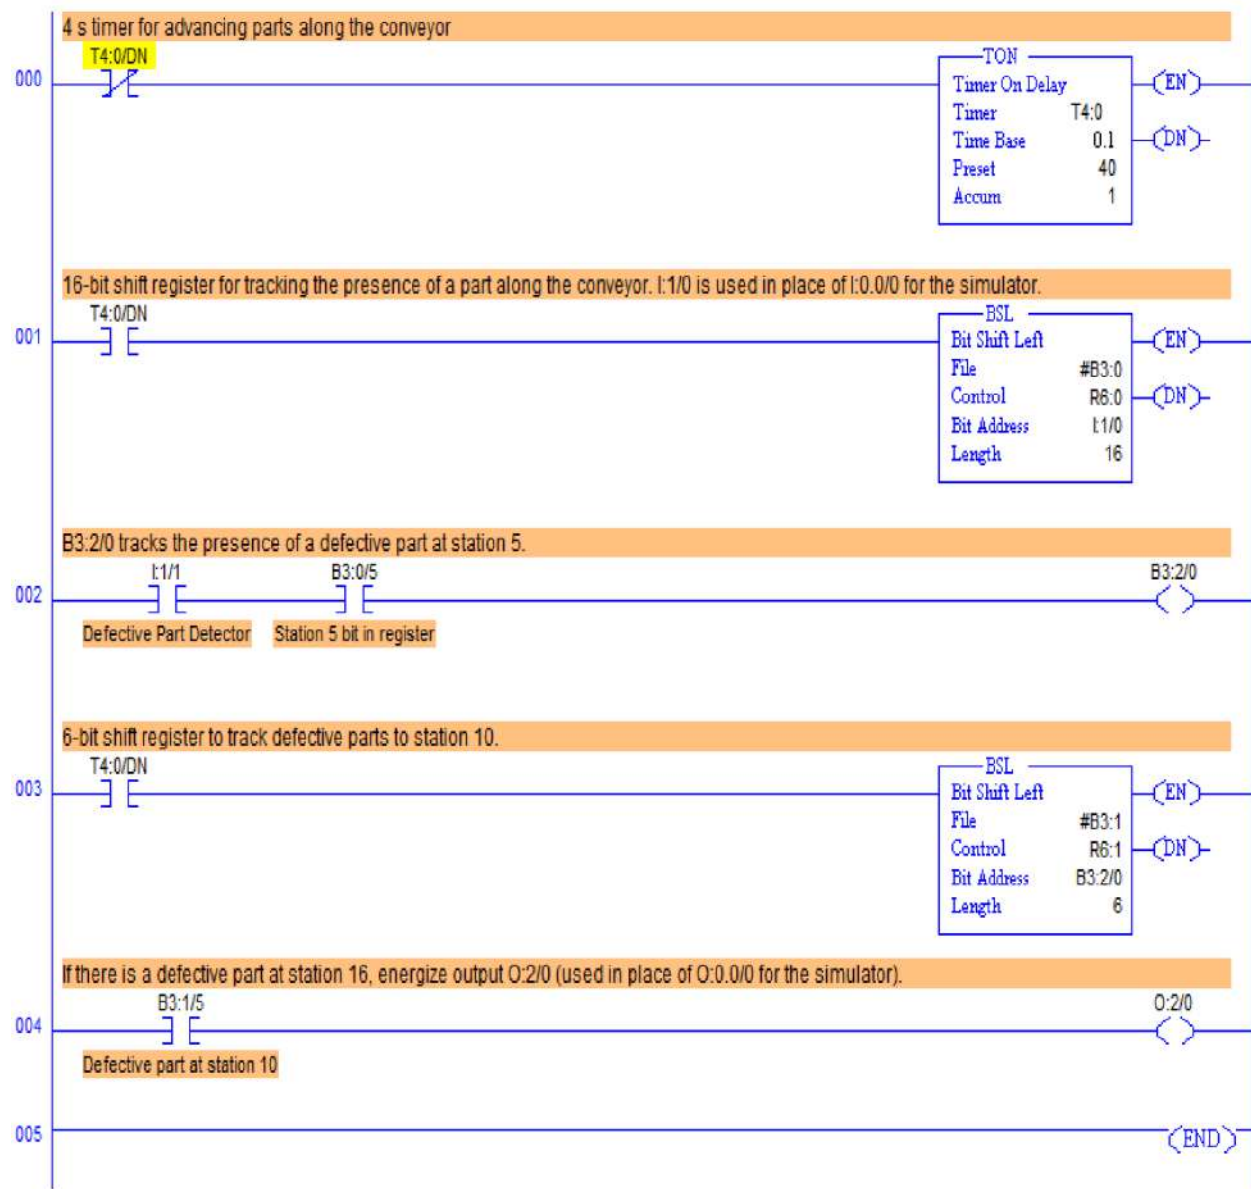 4 s timer for advancing parts along the conveyor
T4:0/DN
000
TON
Timer On Delay
(EN)
Timer T4:0
Time Base 0.1
(DN)
Preset 40
Accum 1
16-bit shift register for tracking the presence of a part along the conveyor. I:1/0 is used in place of I:0.0/0 for the simulator.
T4:0/DN
001
BSL
Bit Shift Left
(EN)
File #B3:0
Control R6:0
(DN)
Bit Address I:1/0
Length 16
B3:2/0 tracks the presence of a defective part at station 5.
I:1/1 B3:0/5 B3:2/0
002
Defective Part Detector Station 5 bit in register
6-bit shift register to track defective parts to station 10.
T4:0/DN
003
BSL
Bit Shift Left
(EN)
File #B3:1
Control R6:1
(DN)
Bit Address B3:2/0
Length 6
If there is a defective part at station 16, energize output O:2/0 (used in place of O:0.0/0 for the simulator).
B3:1/5 O:2/0
004
Defective part at station 10
005
(END)